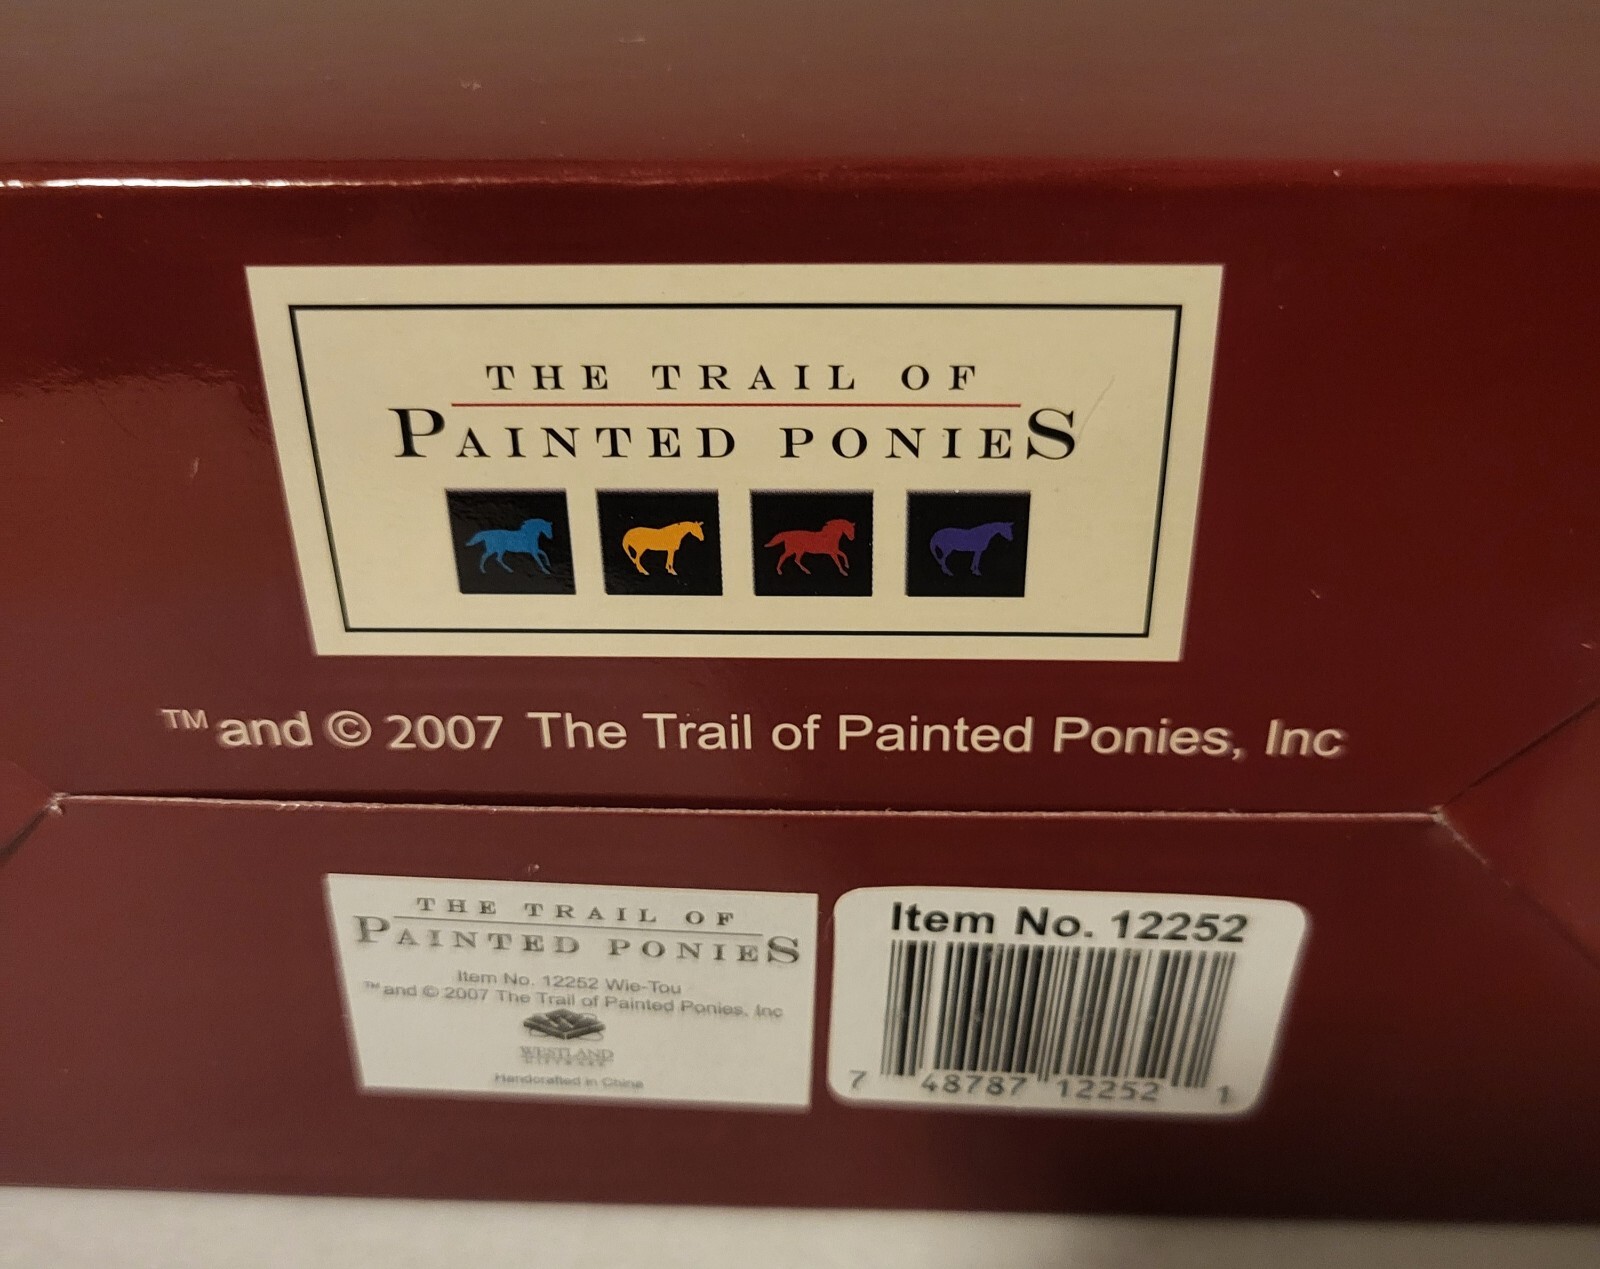 THE TRAIL OF
PAINTED PONIES
™ and © 2007 The Trail of Painted Ponies, Inc
THE TRAIL OF
PAINTED PONIES
Item No. 12252 Wie-Tou
™ and © 2007 The Trail of Painted Ponies, Inc
WESTLAND
GIFTWARE
Handcrafted in China
Item No. 12252
7 48787 12252 1